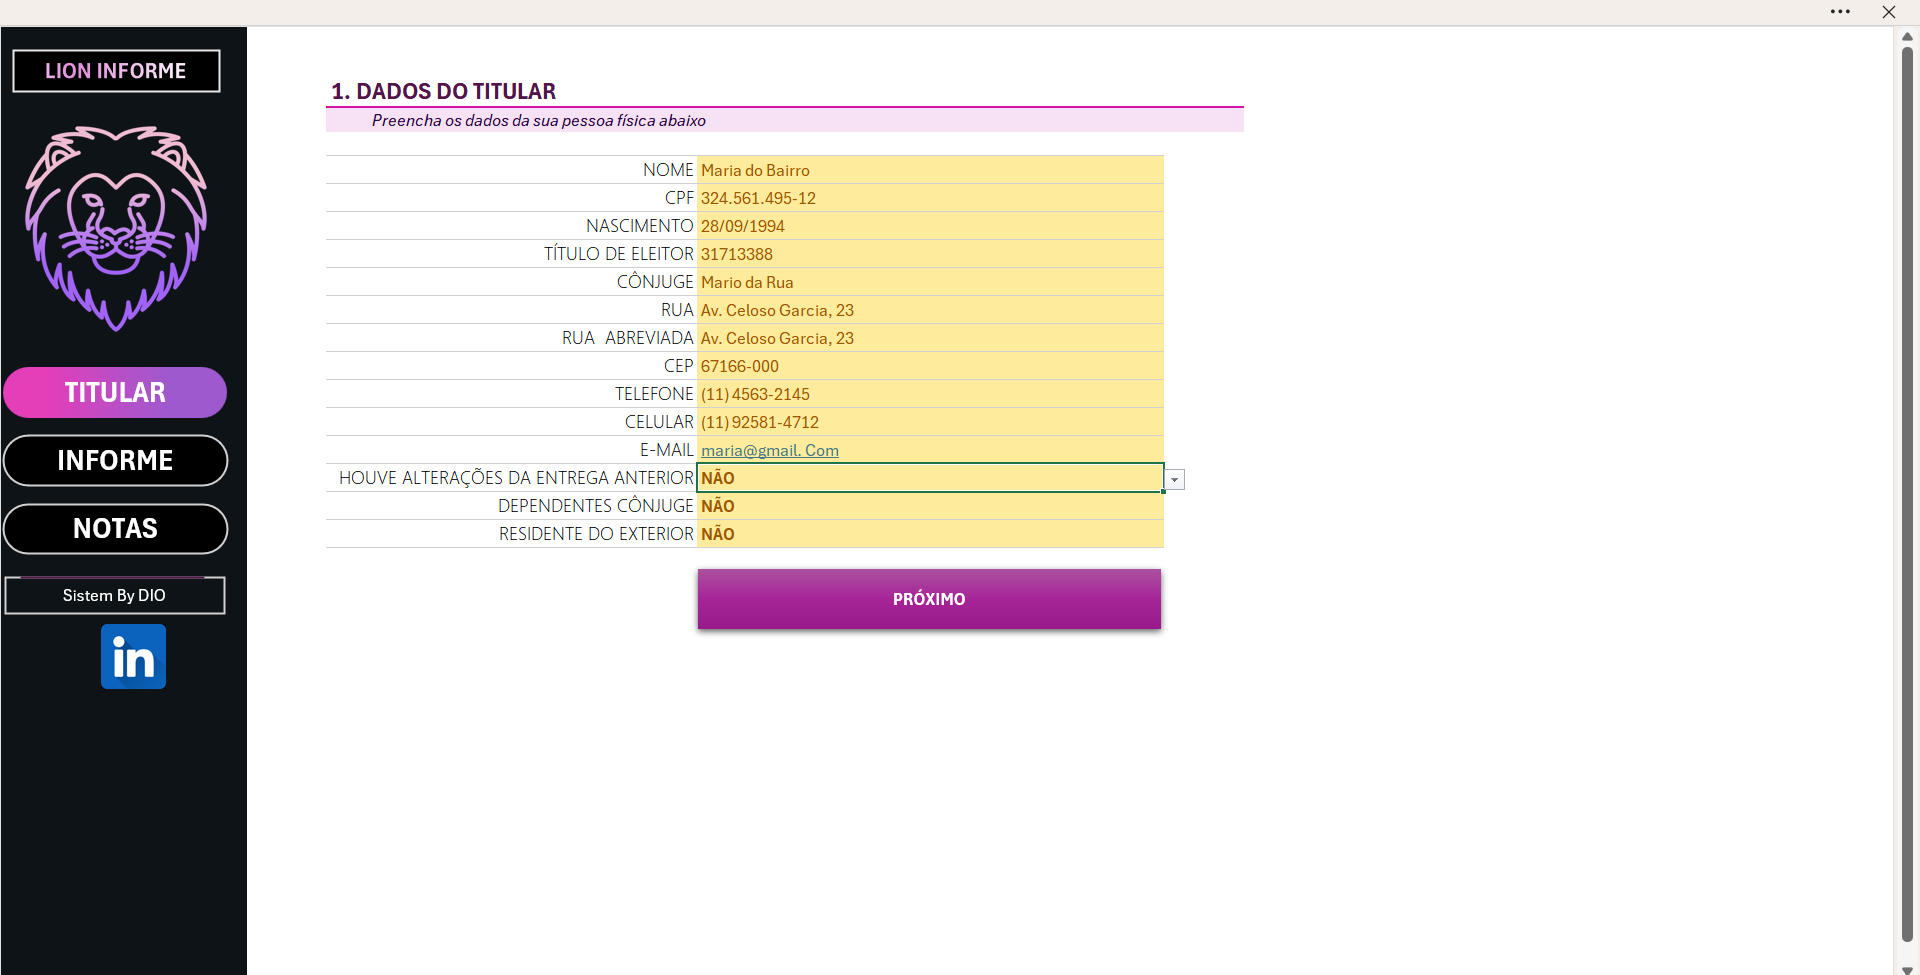 LION INFORME
TITULAR
INFORME
NOTAS
Sistem By DIO
in
1. DADOS DO TITULAR
Preencha os dados da sua pessoa física abaixo
NOME Maria do Bairro
CPF 324.561.495-12
NASCIMENTO 28/09/1994
TÍTULO DE ELEITOR 31713388
CÔNJUGE Mario da Rua
RUA Av. Celoso Garcia, 23
RUA ABREVIADA Av. Celoso Garcia, 23
CEP 67166-000
TELEFONE (11) 4563-2145
CELULAR (11) 92581-4712
E-MAIL maria@gmail. Com
HOUVE ALTERAÇÕES DA ENTREGA ANTERIOR NÃO
DEPENDENTES CÔNJUGE NÃO
RESIDENTE DO EXTERIOR NÃO
PRÓXIMO